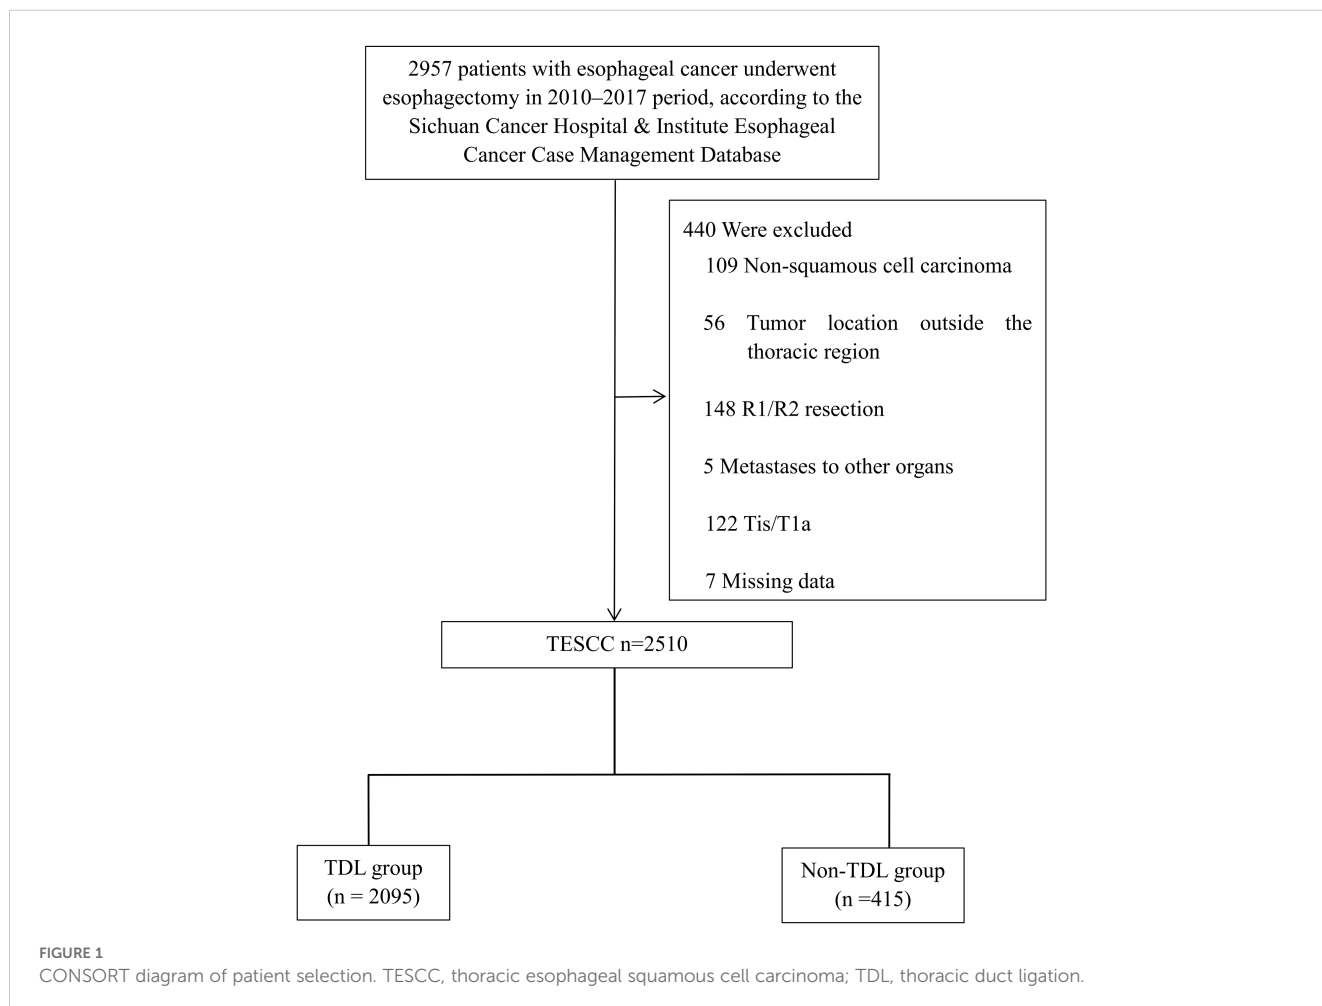 2957 patients with esophageal cancer underwent
esophagectomy in 2010–2017 period, according to the
Sichuan Cancer Hospital & Institute Esophageal
Cancer Case Management Database
440 Were excluded
109 Non-squamous cell carcinoma
56 Tumor location outside the
thoracic region
148 R1/R2 resection
5 Metastases to other organs
122 Tis/T1a
7 Missing data
TESCC n=2510
TDL group
(n = 2095)
Non-TDL group
(n =415)
FIGURE 1
CONSORT diagram of patient selection. TESCC, thoracic esophageal squamous cell carcinoma; TDL, thoracic duct ligation.